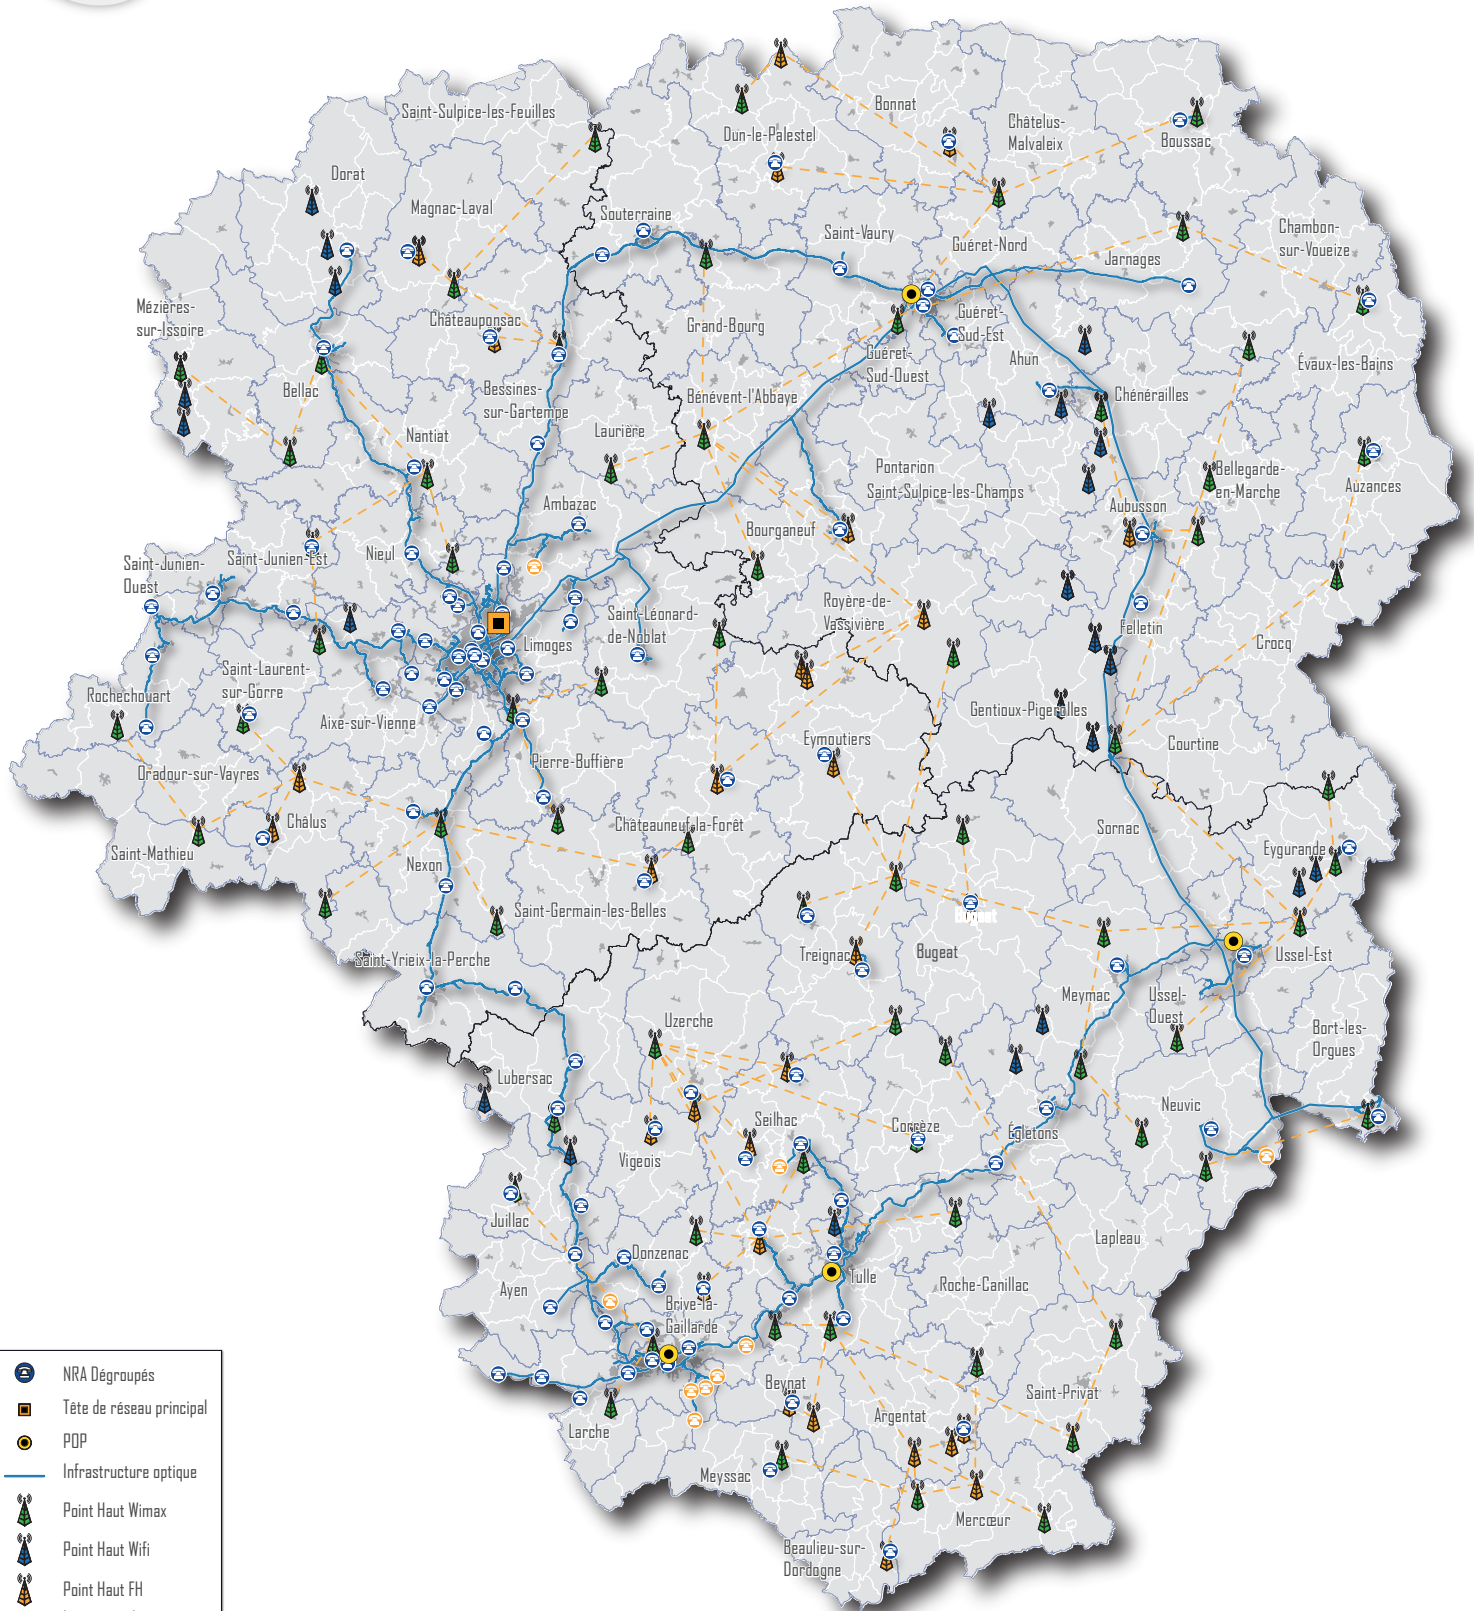 Saint-Sulpice-les-Feuilles
Bonnat
Dun-le-Palestel
Châtelus-
Malvaleix
Boussac
Dorat
Magnac-Laval
Souterraine
Saint-Vaury
Guéret-Nord
Jarnages
Chambon-
sur-Voueize
Mézières-
sur-Issoire
Châteauponsac
Grand-Bourg
Guéret-
Sud-Est
Guéret-
Sud-Ouest
Ahun
Évaux-les-Bains
Bellac
Bessines-
sur-Gartempe
Bénévent-l'Abbaye
Chénérailles
Nantiat
Laurière
Pontarion
Saint-Sulpice-les-Champs
Bellegarde-
en-Marche
Auzances
Ambazac
Bourganeuf
Aubusson
Saint-Junien-
Ouest
Saint-Junien-Est
Nieul
Royère-de-
Vassivière
Saint-Léonard-
de-Noblat
Limoges
Felletin
Crocq
Saint-Laurent-
sur-Gorre
Rochechouart
Aixe-sur-Vienne
Gentioux-Pigerolles
Courtine
Eymoutiers
Pierre-Buffière
Oradour-sur-Vayres
Châlus
Châteauneuf-la-Forêt
Sornac
Saint-Mathieu
Nexon
Eygurande
Saint-Germain-les-Belles
Bugeat
Saint-Yrieix-la-Perche
Treignac
Bugeat
Ussel-Est
Meymac
Ussel-
Ouest
Uzerche
Bort-les-
Orgues
Lubersac
Seilhac
Corrèze
Égletons
Neuvic
Vigeois
Juillac
Donzenac
Lapleau
Ayen
Tulle
Roche-Canillac
Brive-la-
Gaillarde
Beynat
Saint-Privat
Argentat
Larche
Meyssac
Mercœur
Beaulieu-sur-
Dordogne
NRA Dégroupés
Tête de réseau principal
POP
Infrastructure optique
Point Haut Wimax
Point Haut Wifi
Point Haut FH